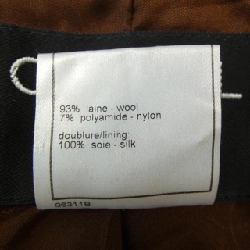 93% laine - wool
7% polyamide - nylon
doublure/lining:
100% soie - silk